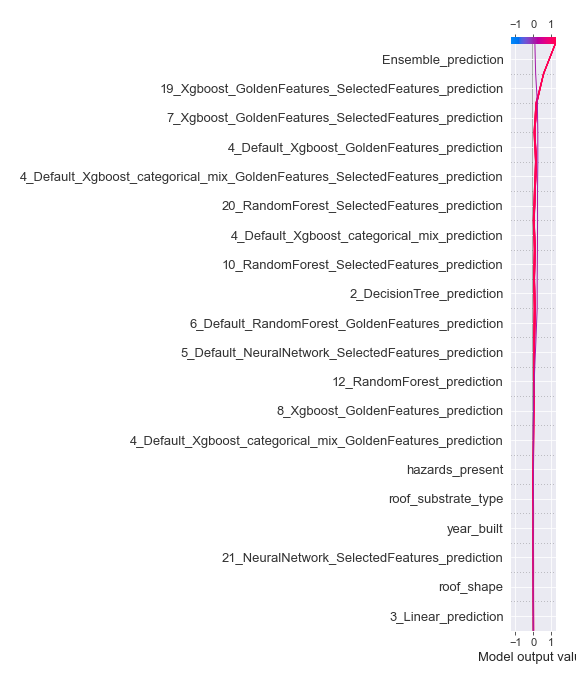 −1 0 1
Ensemble_prediction
19_Xgboost_GoldenFeatures_SelectedFeatures_prediction
7_Xgboost_GoldenFeatures_SelectedFeatures_prediction
4_Default_Xgboost_GoldenFeatures_prediction
4_Default_Xgboost_categorical_mix_GoldenFeatures_SelectedFeatures_prediction
20_RandomForest_SelectedFeatures_prediction
4_Default_Xgboost_categorical_mix_prediction
10_RandomForest_SelectedFeatures_prediction
2_DecisionTree_prediction
6_Default_RandomForest_GoldenFeatures_prediction
5_Default_NeuralNetwork_SelectedFeatures_prediction
12_RandomForest_prediction
8_Xgboost_GoldenFeatures_prediction
4_Default_Xgboost_categorical_mix_GoldenFeatures_prediction
hazards_present
roof_substrate_type
year_built
21_NeuralNetwork_SelectedFeatures_prediction
roof_shape
3_Linear_prediction
−1 0 1
Model output valu